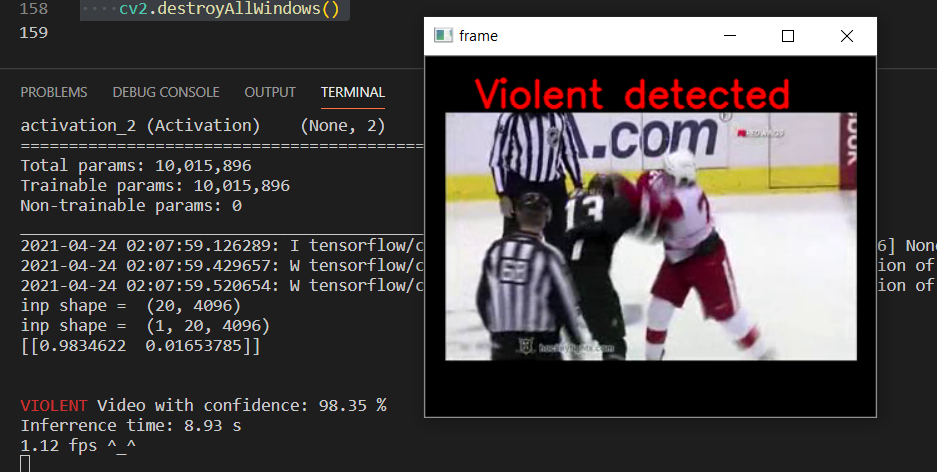 158 cv2.destroyAllWindows()
159
PROBLEMS DEBUG CONSOLE OUTPUT TERMINAL
activation_2 (Activation) (None, 2)
=========================================
Total params: 10,015,896
Trainable params: 10,015,896
Non-trainable params: 0
_________________________________________
2021-04-24 02:07:59.126289: I tensorflow/c 6] Non
2021-04-24 02:07:59.429657: W tensorflow/c ion of
2021-04-24 02:07:59.520654: W tensorflow/c ion of
inp shape = (20, 4096)
inp shape = (1, 20, 4096)
[[0.9834622 0.01653785]]
VIOLENT Video with confidence: 98.35 %
Inferrence time: 8.93 s
1.12 fps ^_^
frame
Violent detected
.com
13
68
hockeyfights.com